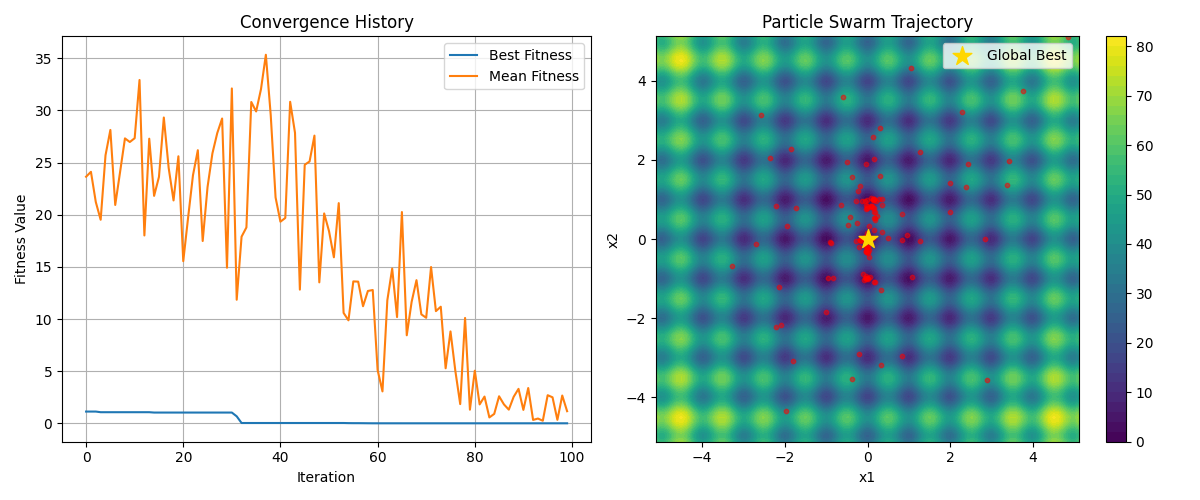 Convergence History
Best Fitness
Mean Fitness
Fitness Value
35
30
25
20
15
10
5
0
0 20 40 60 80 100
Iteration
Particle Swarm Trajectory
Global Best
x2
4
2
0
−2
−4
−4 −2 0 2 4
x1
80
70
60
50
40
30
20
10
0